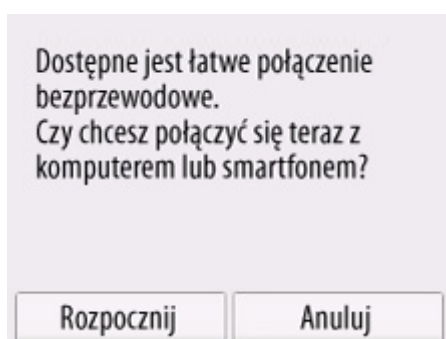 Dostępne jest łatwe połączenie
bezprzewodowe.
Czy chcesz połączyć się teraz z
komputerem lub smartfonem?
Rozpocznij
Anuluj